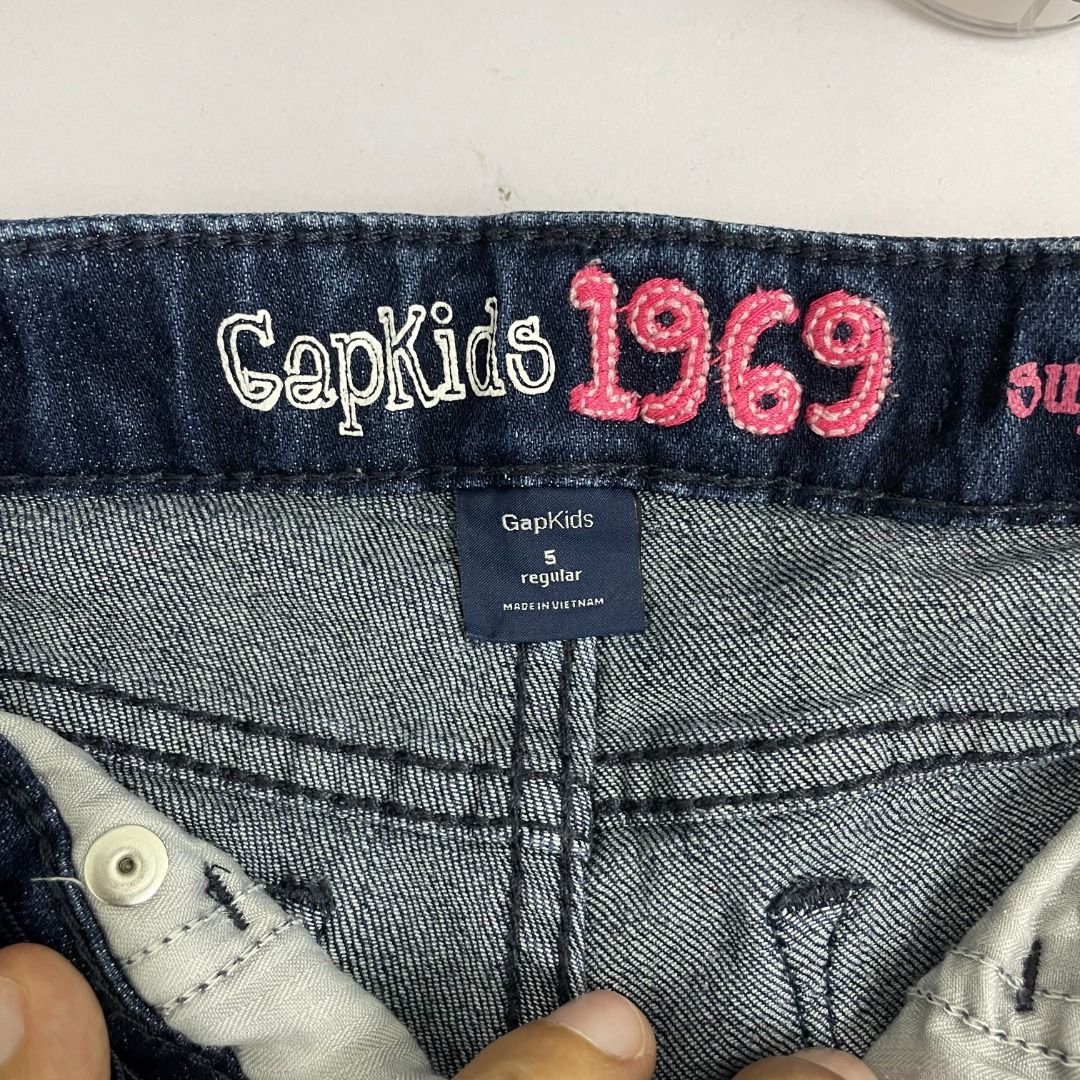 GapKids 1969
GapKids
5
regular
MADE IN VIETNAM